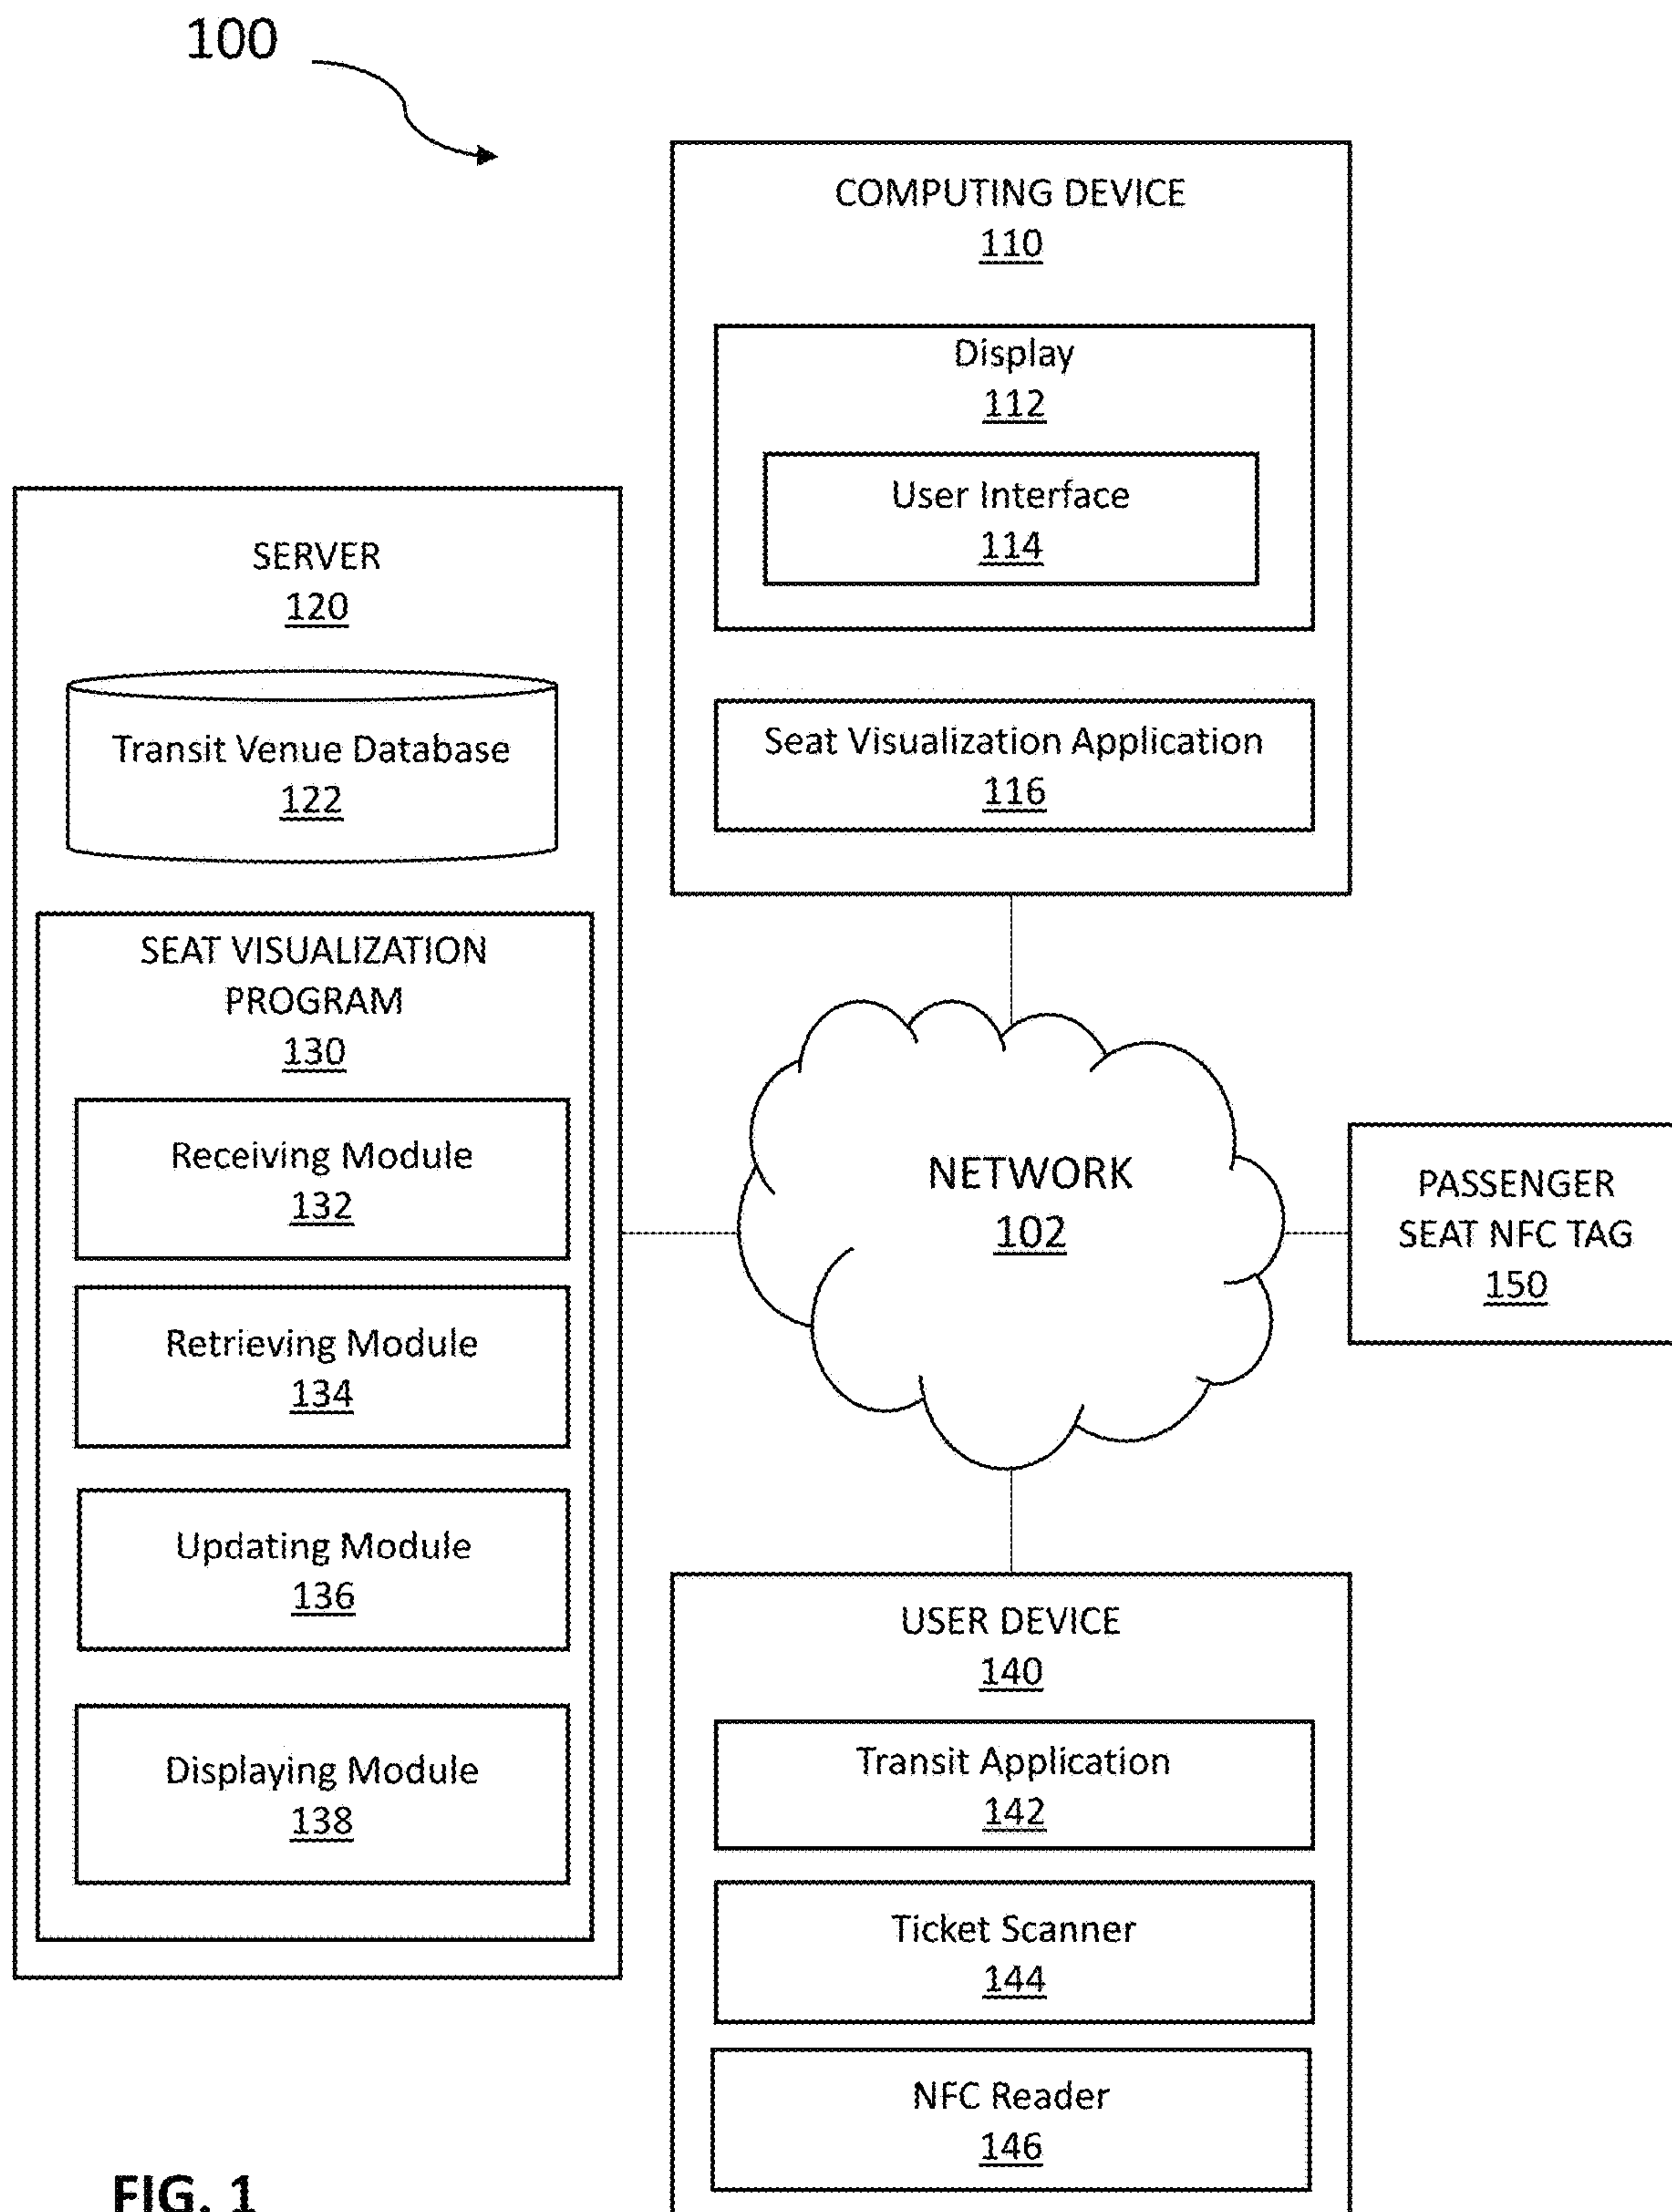 100
COMPUTING DEVICE
110
Display
112
User Interface
114
Seat Visualization Application
116
SERVER
120
Transit Venue Database
122
SEAT VISUALIZATION
PROGRAM
130
Receiving Module
132
Retrieving Module
134
Updating Module
136
Displaying Module
138
NETWORK
102
PASSENGER
SEAT NFC TAG
150
USER DEVICE
140
Transit Application
142
Ticket Scanner
144
NFC Reader
146
FIG. 1